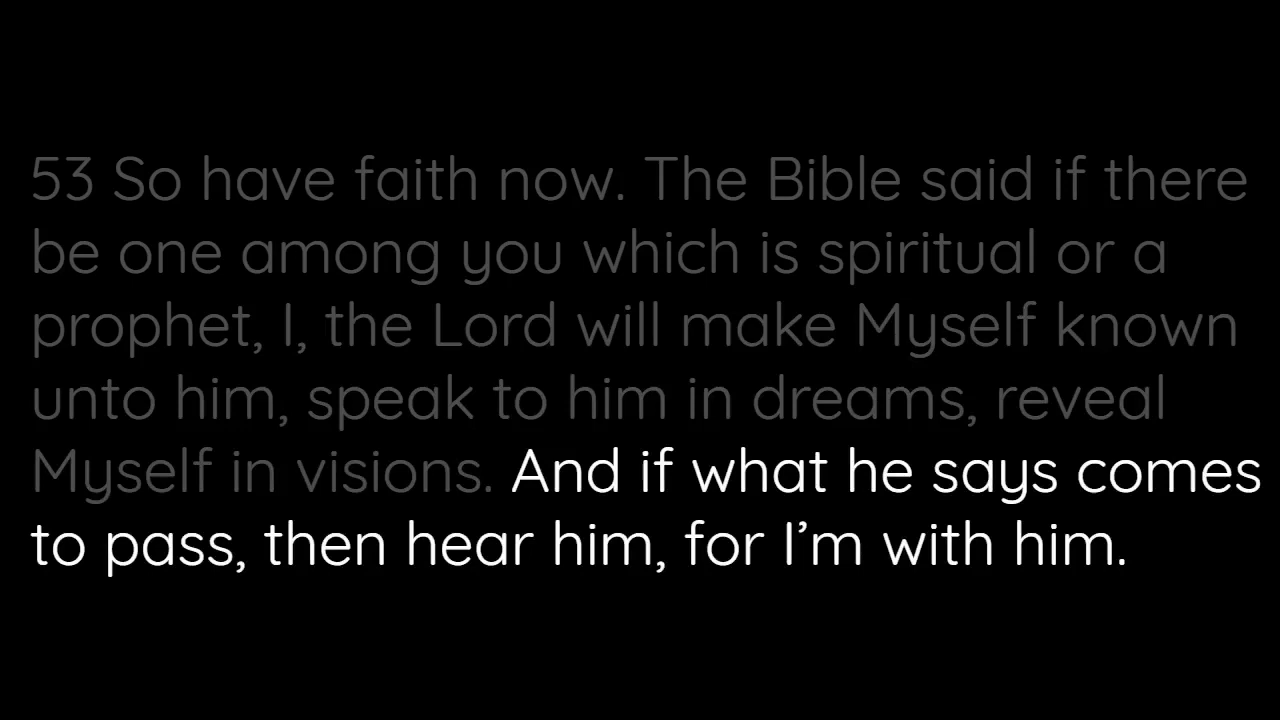 53 So have faith now. The Bible said if there
be one among you which is spiritual or a
prophet, I, the Lord will make Myself known
unto him, speak to him in dreams, reveal
Myself in visions. And if what he says comes
to pass, then hear him, for I’m with him.